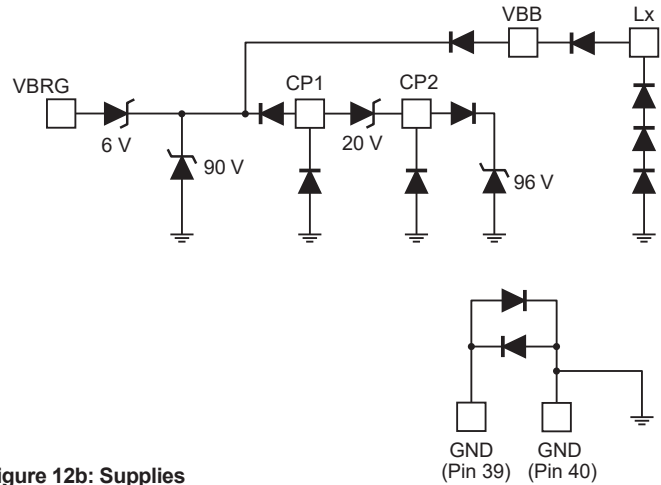 VBB
Lx
VBRG
CP1
CP2
6 V
90 V
20 V
96 V
GND
(Pin 39)
GND
(Pin 40)
igure 12b: Supplies